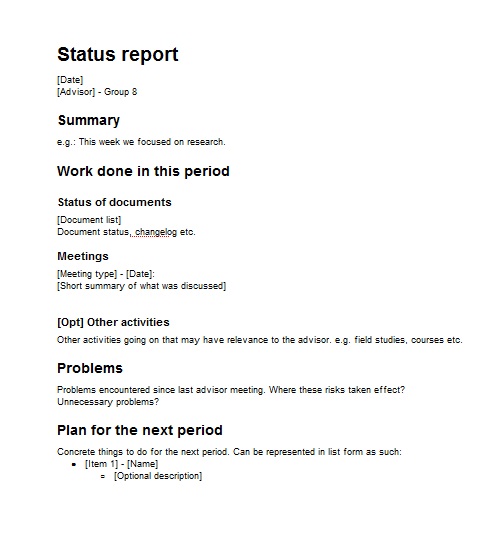 Status report
[Date]
[Advisor] - Group 8
Summary
e.g.: This week we focused on research.
Work done in this period
Status of documents
[Document list]
Document status, changelog etc.
Meetings
[Meeting type] - [Date]:
[Short summary of what was discussed]
[Opt] Other activities
Other activities going on that may have relevance to the advisor. e.g. field studies, courses etc.
Problems
Problems encountered since last advisor meeting. Where these risks taken effect?
Unnecessary problems?
Plan for the next period
Concrete things to do for the next period. Can be represented in list form as such:
• [Item 1] - [Name]
○ [Optional description]